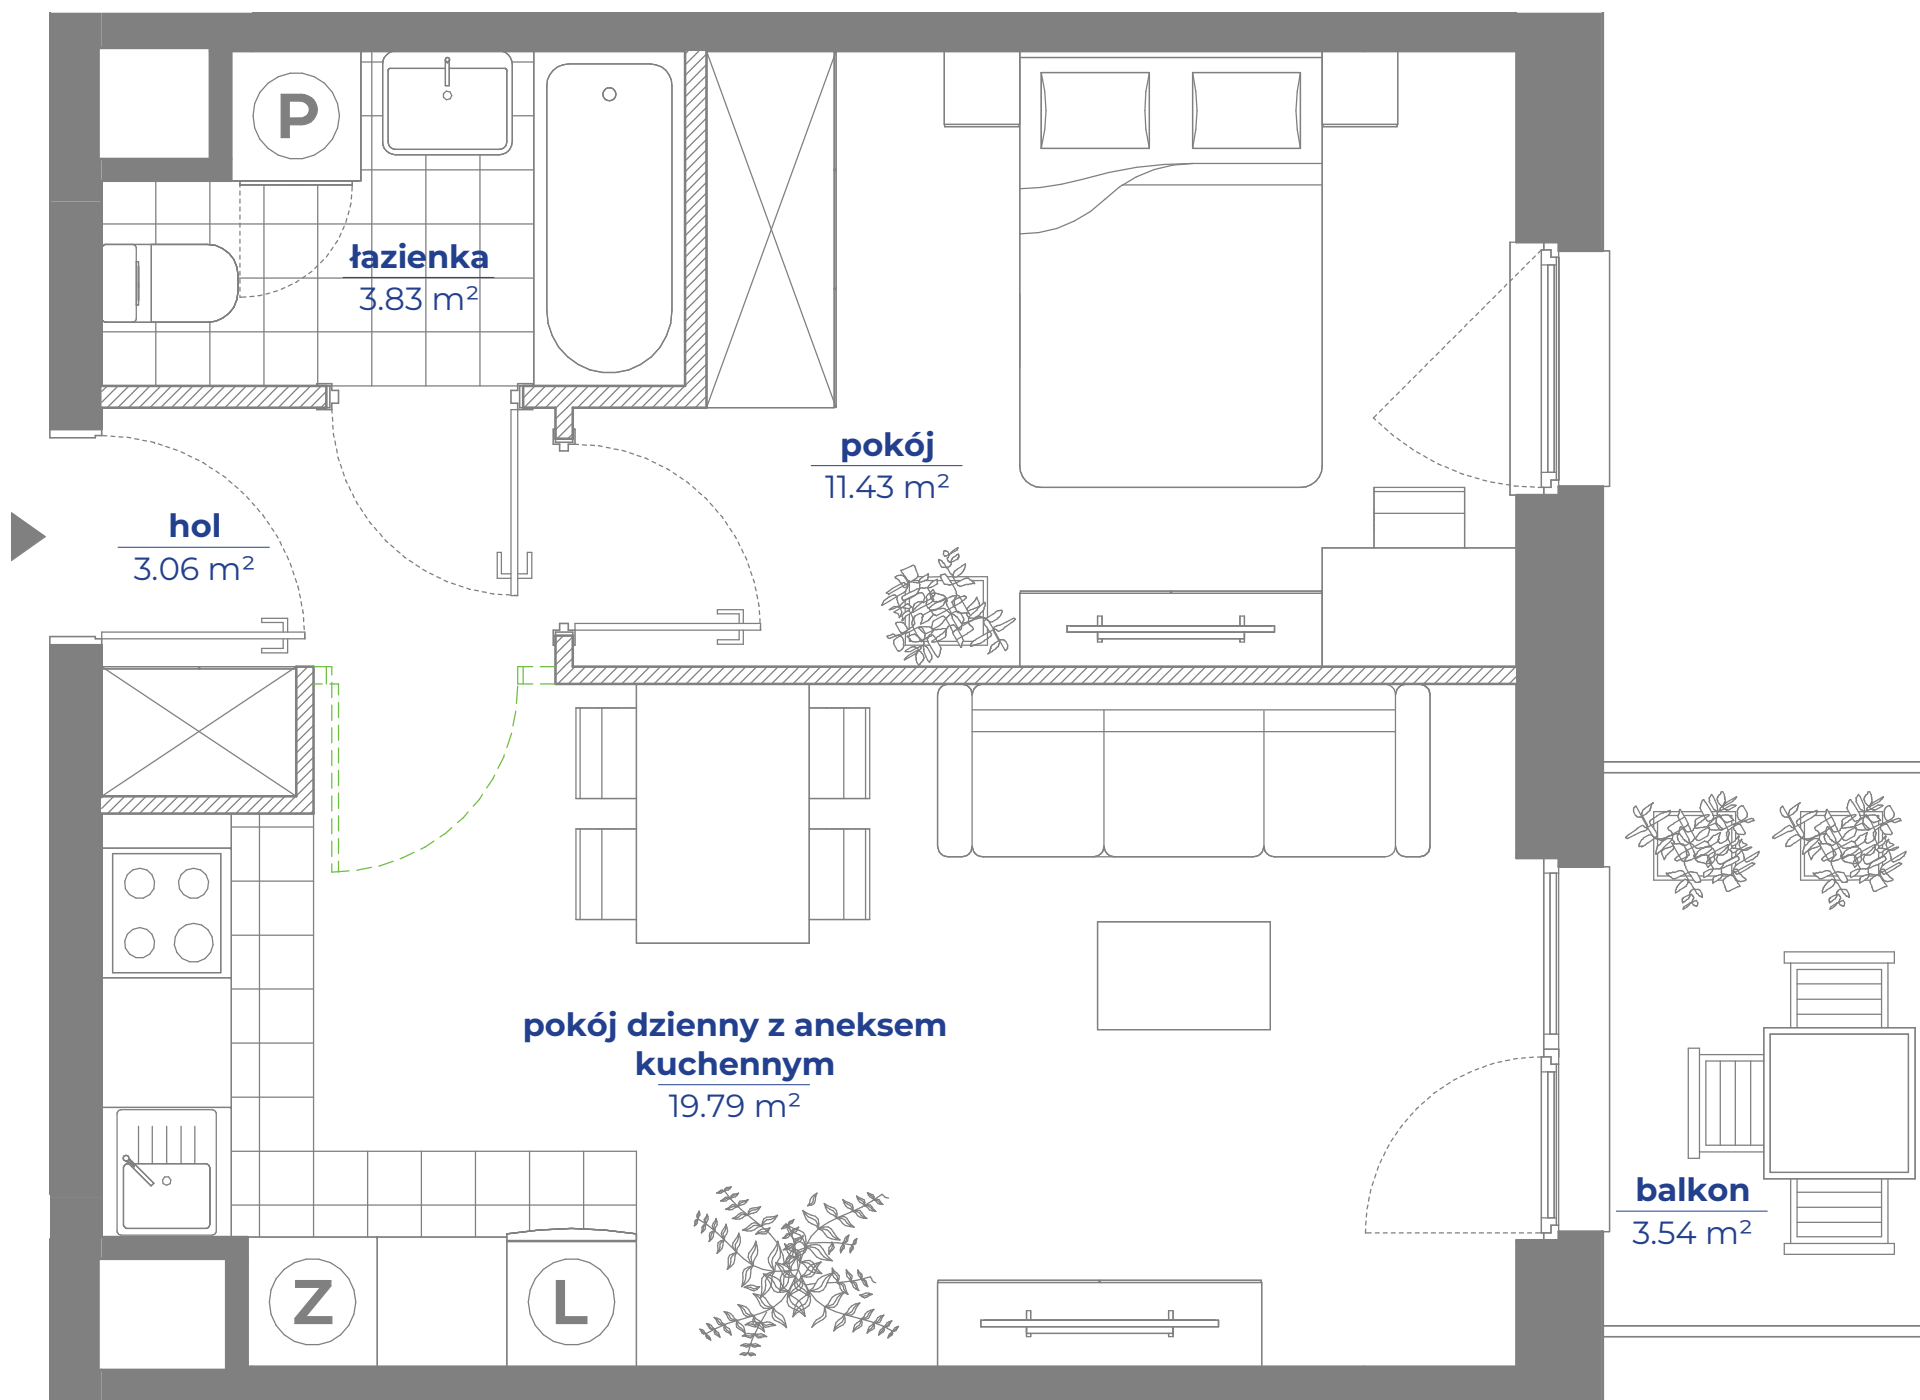 P
łazienka
3.83 m²
pokój
11.43 m²
hol
3.06 m²
pokój dzienny z aneksem
kuchennym
19.79 m²
balkon
3.54 m²
Z
L